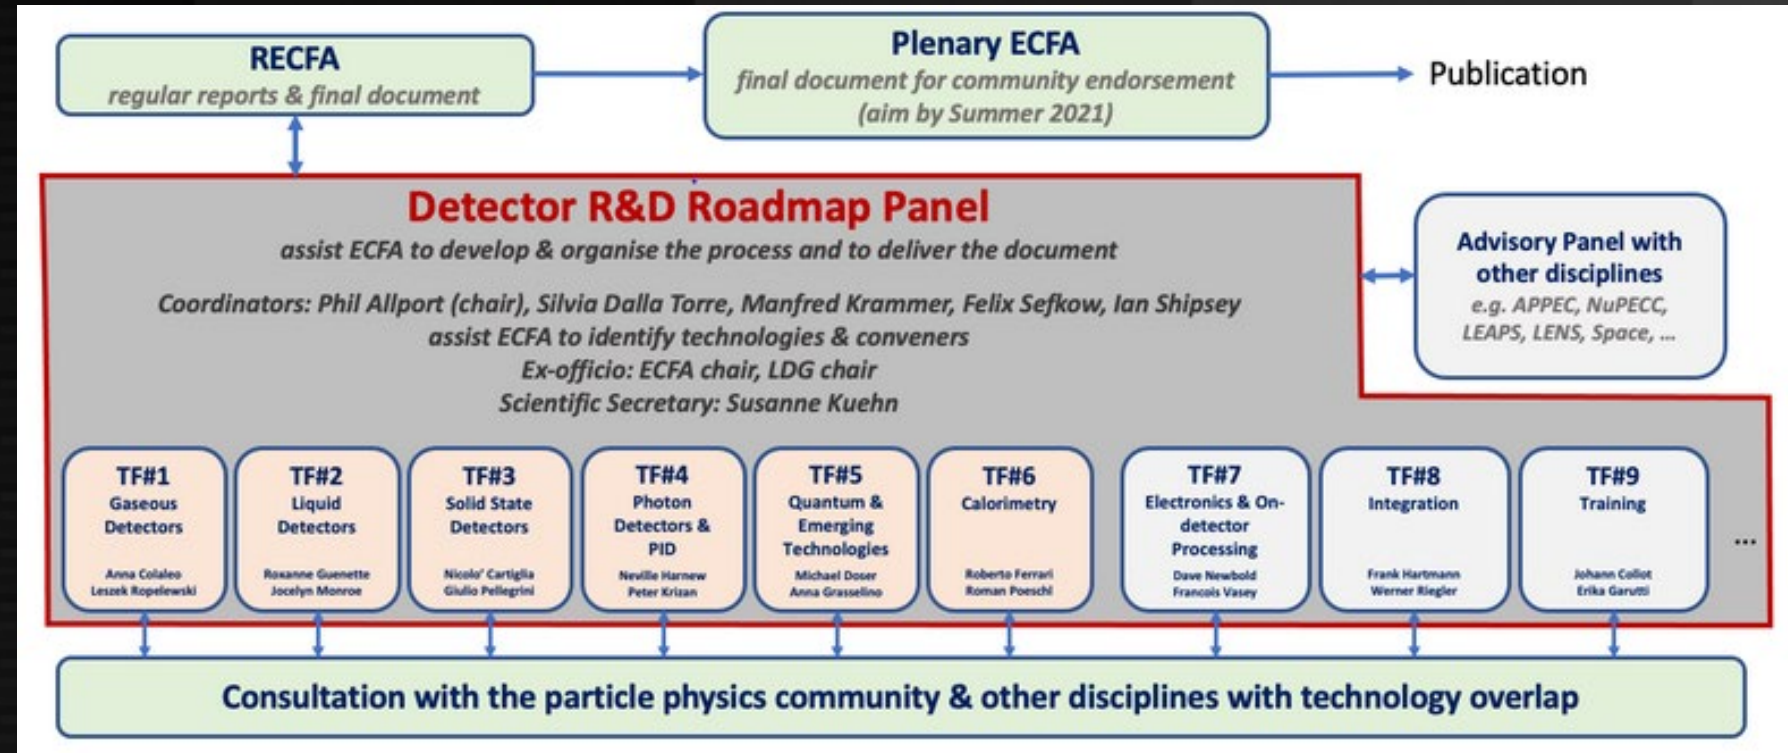 RECFA
regular reports & final document
Plenary ECFA
final document for community endorsement
(aim by Summer 2021)
Publication
Detector R&D Roadmap Panel
assist ECFA to develop & organise the process and to deliver the document
Coordinators: Phil Allport (chair), Silvia Dalla Torre, Manfred Krammer, Felix Sefkow, Ian Shipsey
assist ECFA to identify technologies & conveners
Ex-officio: ECFA chair, LDG chair
Scientific Secretary: Susanne Kuehn
Advisory Panel with
other disciplines
e.g. APPEC, NuPECC,
LEAPS, LENS, Space, ...
TF#1
Gaseous
Detectors
Anna Colaleo
Leszek Ropelewski
TF#2
Liquid
Detectors
Roxanne Guenette
Jocelyn Monroe
TF#3
Solid State
Detectors
Nicolo' Cartiglia
Giulio Pellegrini
TF#4
Photon
Detectors &
PID
Neville Harnew
Peter Krizan
TF#5
Quantum &
Emerging
Technologies
Michael Doser
Anna Grasselino
TF#6
Calorimetry
Roberto Ferrari
Roman Poeschl
TF#7
Electronics & On-
detector
Processing
Dave Newbold
Francois Vasey
TF#8
Integration
Frank Hartmann
Werner Riegler
TF#9
Training
Johann Collot
Erika Garutti
...
Consultation with the particle physics community & other disciplines with technology overlap